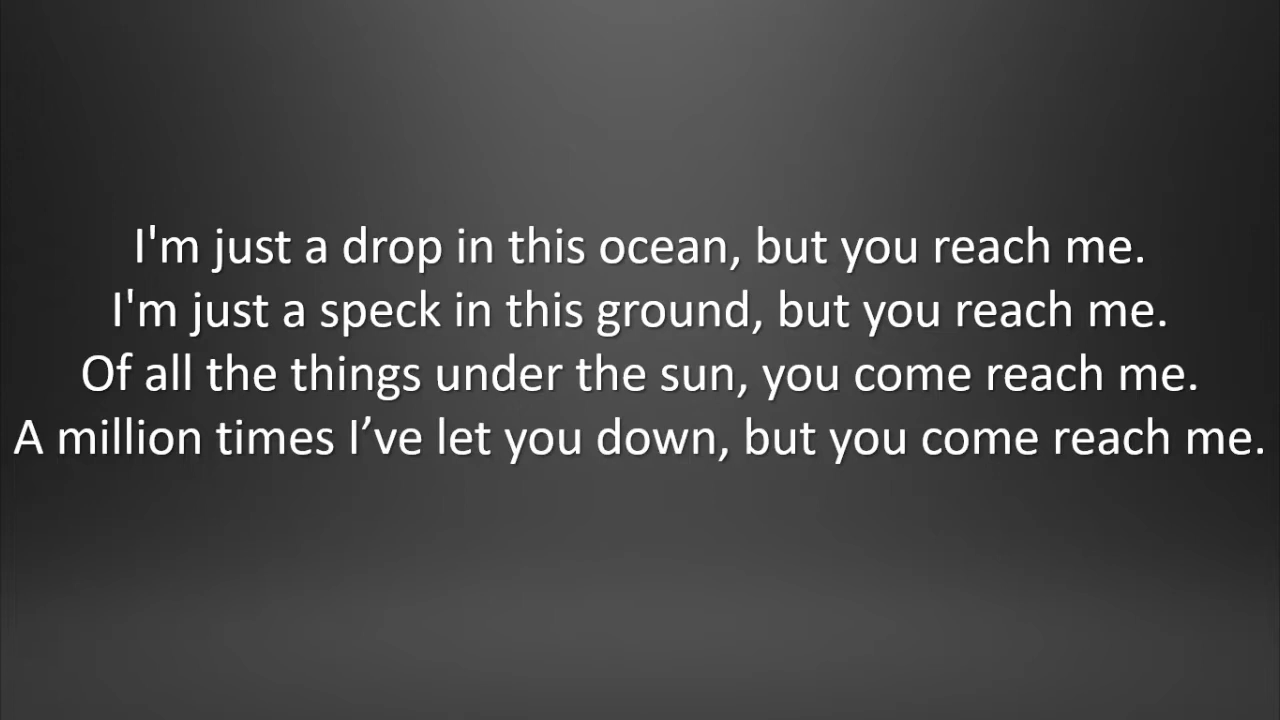 I'm just a drop in this ocean, but you reach me.
I'm just a speck in this ground, but you reach me.
Of all the things under the sun, you come reach me.
A million times I’ve let you down, but you come reach me.